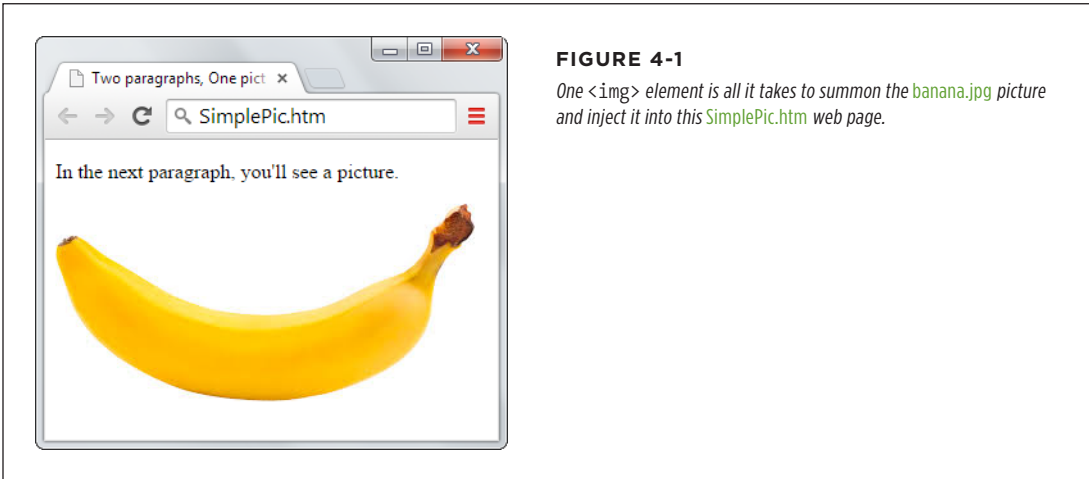 Two paragraphs, One pict
SimplePic.htm
In the next paragraph, you'll see a picture.
FIGURE 4-1
One <img> element is all it takes to summon the banana.jpg picture
and inject it into this SimplePic.htm web page.